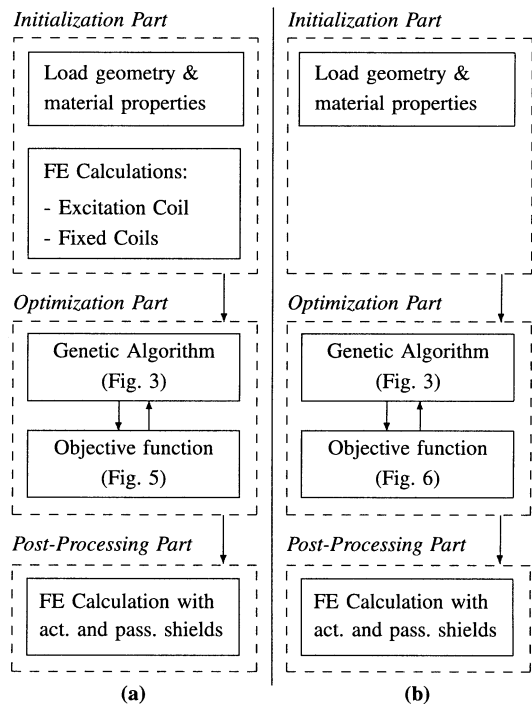 Initialization Part
Load geometry &
material properties
FE Calculations:
- Excitation Coil
- Fixed Coils
Optimization Part
Genetic Algorithm
(Fig. 3)
Objective function
(Fig. 5)
Post-Processing Part
FE Calculation with
act. and pass. shields
(a)
Initialization Part
Load geometry &
material properties
Optimization Part
Genetic Algorithm
(Fig. 3)
Objective function
(Fig. 6)
Post-Processing Part
FE Calculation with
act. and pass. shields
(b)